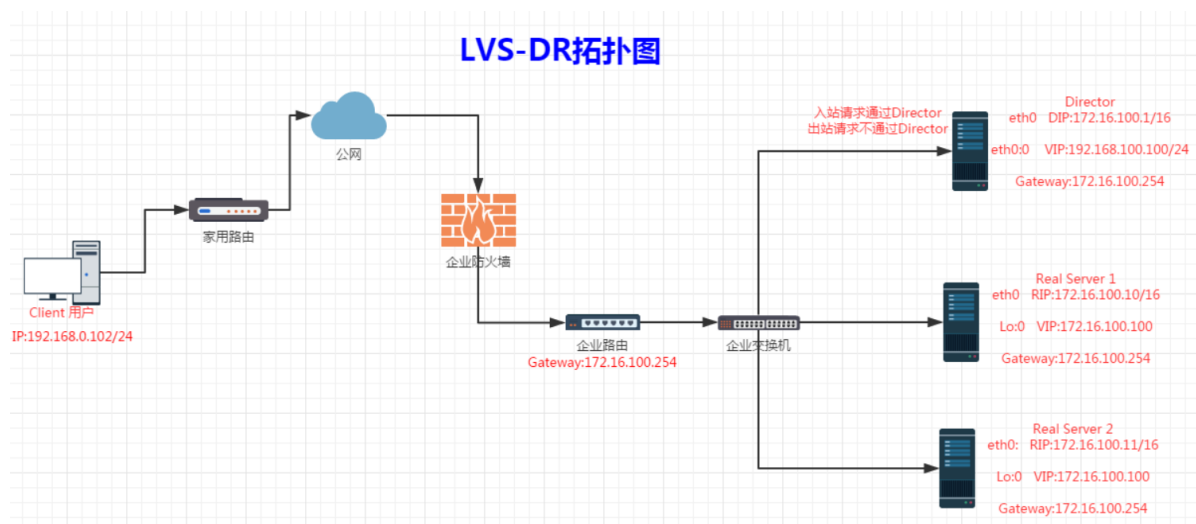 LVS-DR拓扑图
公网
家用路由
Client 用户
IP:192.168.0.102/24
企业防火墙
企业路由
Gateway:172.16.100.254
企业交换机
入站请求通过Director
出站请求不通过Director
Director
eth0 DIP:172.16.100.1/16
eth0:0 VIP:192.168.100.100/24
Gateway:172.16.100.254
Real Server 1
eth0 RIP:172.16.100.10/16
Lo:0 VIP:172.16.100.100
Gateway:172.16.100.254
Real Server 2
eth0: RIP:172.16.100.11/16
Lo:0 VIP:172.16.100.100
Gateway:172.16.100.254